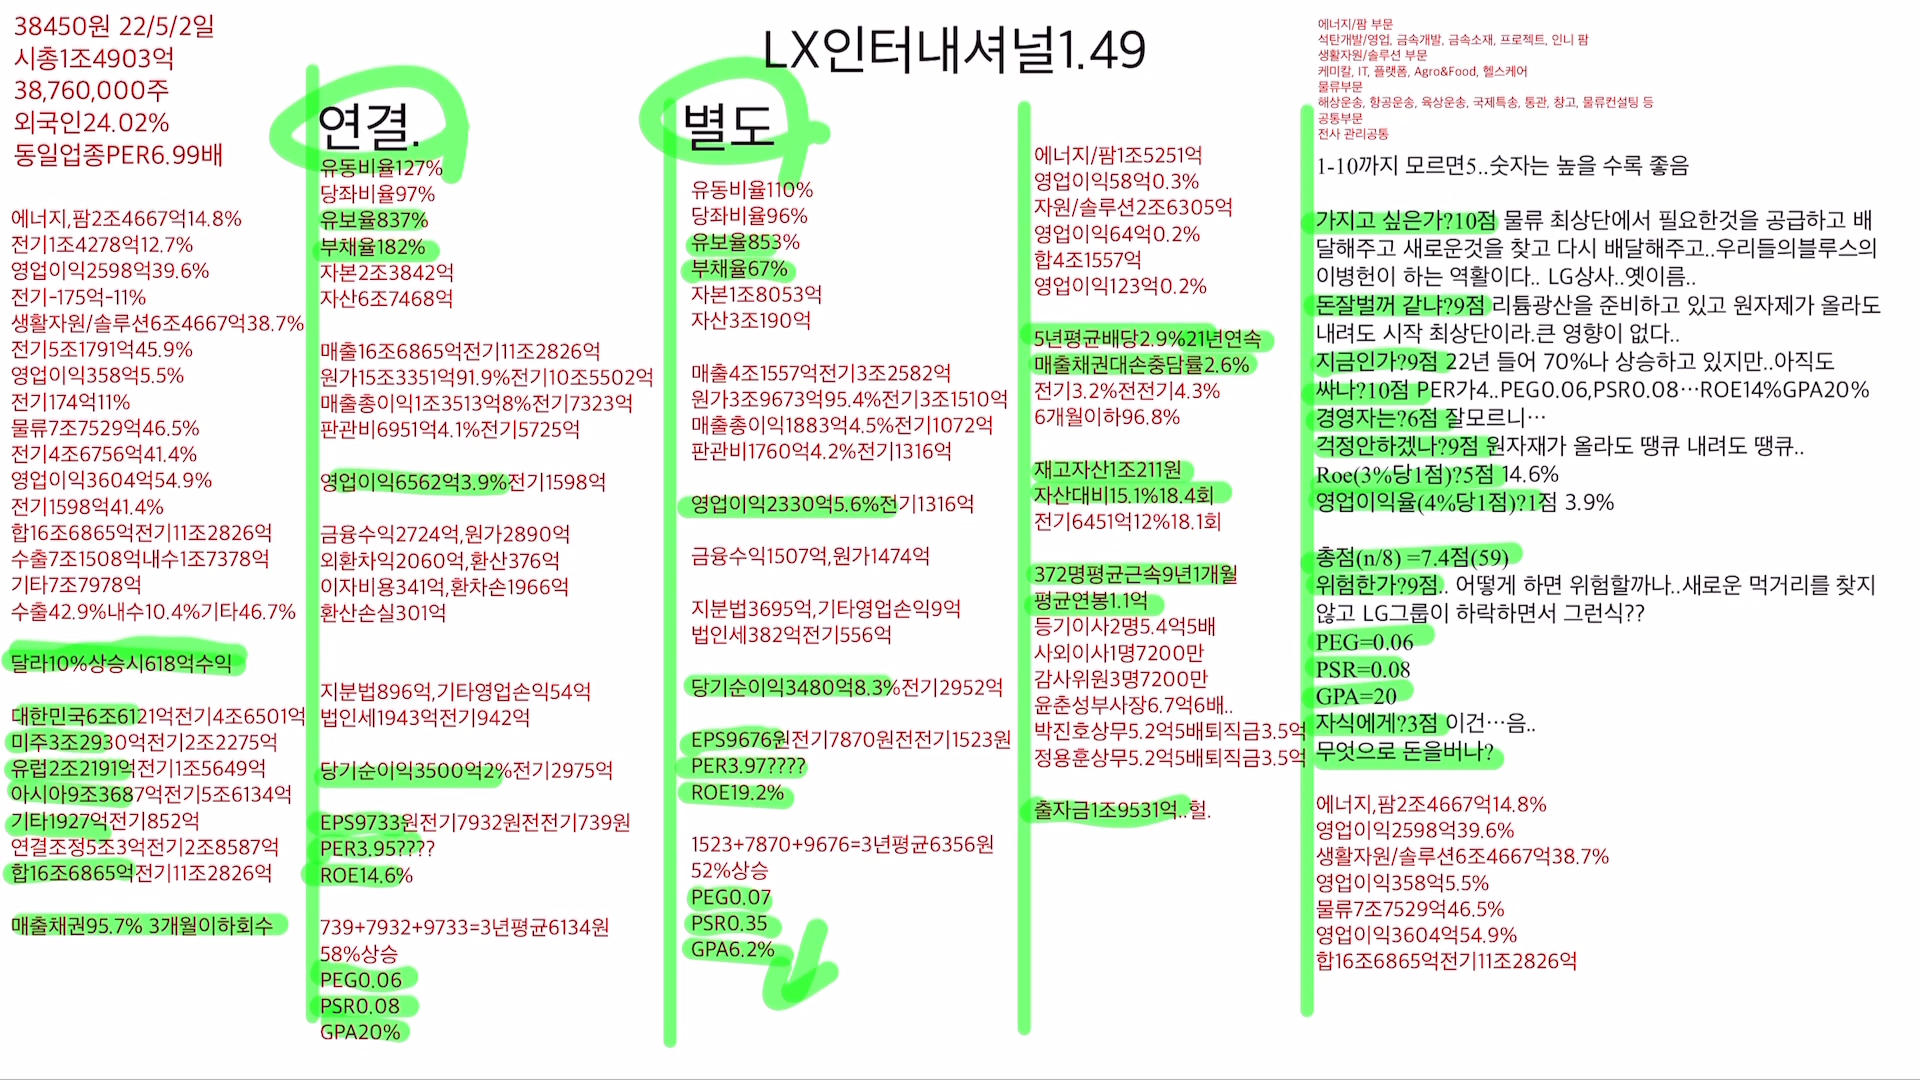 38450원 22/5/2일
시총1조4903억
38,760,000주
외국인24.02%
동일업종PER6.99배
에너지,팜2조4667억14.8%
전기1조4278억12.7%
영업이익2598억39.6%
전기-175억-11%
생활자원/솔루션6조4667억38.7%
전기5조1791억45.9%
영업이익358억5.5%
전기174억11%
물류7조7529억46.5%
전기4조6756억41.4%
영업이익3604억54.9%
전기1598억41.4%
합16조6865억전기11조2826억
수출7조1508억내수1조7378억
기타7조7978억
수출42.9%내수10.4%기타46.7%
달라10%상승시618억수익
대한민국6조6121억전기4조6501억
미주3조2930억전기2조2275억
유럽2조2191억전기1조5649억
아시아9조3687억전기5조6134억
기타1927억전기852억
연결조정5조3억전기2조8587억
합16조6865억전기11조2826억
매출채권95.7% 3개월이하회수
LX인터내셔널1.49
연결.
유동비율127%
당좌비율97%
유보율837%
부채율182%
자본2조3842억
자산6조7468억
매출16조6865억전기11조2826억
원가15조3351억91.9%전기10조5502억
매출총이익1조3513억8%전기7323억
판관비6951억4.1%전기5725억
영업이익6562억3.9%전기1598억
금융수익2724억,원가2890억
외환차익2060억,환산376억
이자비용341억,환차손1966억
환산손실301억
지분법896억,기타영업손익54억
법인세1943억전기942억
당기순이익3500억2%전기2975억
EPS9733원전기7932원전전기739원
PER3.95????
ROE14.6%
739+7932+9733=3년평균6134원
58%상승
PEG0.06
PSR0.08
GPA20%
별도
유동비율110%
당좌비율96%
유보율853%
부채율67%
자본1조8053억
자산3조190억
매출4조1557억전기3조2582억
원가3조9673억95.4%전기3조1510억
매출총이익1883억4.5%전기1072억
판관비1760억4.2%전기1316억
영업이익2330억5.6%전기1316억
금융수익1507억,원가1474억
지분법3695억,기타영업손익9억
법인세382억전기556억
당기순이익3480억8.3%전기2952억
EPS9676원전기7870원전전기1523원
PER3.97????
ROE19.2%
1523+7870+9676=3년평균6356원
52%상승
PEG0.07
PSR0.35
GPA6.2%
에너지/팜1조5251억
영업이익58억0.3%
자원/솔루션2조6305억
영업이익64억0.2%
합4조1557억
영업이익123억0.2%
5년평균배당2.9%21년연속
매출채권대손충담률2.6%
전기3.2%전전기4.3%
6개월이하96.8%
재고자산1조211원
자산대비15.1%18.4회
전기6451억12%18.1회
372명평균근속9년1개월
평균연봉1.1억
등기이사2명5.4억5배
사외이사1명7200만
감사위원3명7200만
윤춘성부사장6.7억6배..
박진호상무5.2억5배퇴직금3.5억
정용훈상무5.2억5배퇴직금3.5억
출자금1조9531억..헐.
에너지/팜 부문
석탄개발/영업, 금속개발, 금속소재, 프로젝트, 인니 팜
생활자원/솔루션 부문
케미칼, IT, 플랫폼, Agro&Food, 헬스케어
물류부문
해상운송, 항공운송, 육상운송, 국제특송, 통관, 창고, 물류컨설팅 등
공통부문
전사 관리공통
1-10까지 모르면5..숫자는 높을 수록 좋음
가지고 싶은가?10점 물류 최상단에서 필요한것을 공급하고 배
달해주고 새로운것을 찾고 다시 배달해주고..우리들의블루스의
이병헌이 하는 역활이다.. LG상사..옛이름..
돈잘벌꺼 같냐?9점 리튬광산을 준비하고 있고 원자제가 올라도
내려도 시작 최상단이라.큰 영향이 없다..
지금인가?9점 22년 들어 70%나 상승하고 있지만..아직도
싸나?10점 PER가4..PEG0.06,PSR0.08⋯ROE14%GPA20%
경영자는?6점 잘모르니⋯
걱정안하겠나?9점 원자재가 올라도 땡큐 내려도 땡큐..
Roe(3%당1점)?5점 14.6%
영업이익율(4%당1점)?1점 3.9%
총점(n/8) =7.4점(59)
위험한가?9점.. 어떻게 하면 위험할까나..새로운 먹거리를 찾지
않고 LG그룹이 하락하면서 그런식??
PEG=0.06
PSR=0.08
GPA=20
자식에게?3점 이건⋯음..
무엇으로 돈을버나?
에너지,팜2조4667억14.8%
영업이익2598억39.6%
생활자원/솔루션6조4667억38.7%
영업이익358억5.5%
물류7조7529억46.5%
영업이익3604억54.9%
합16조6865억전기11조2826억